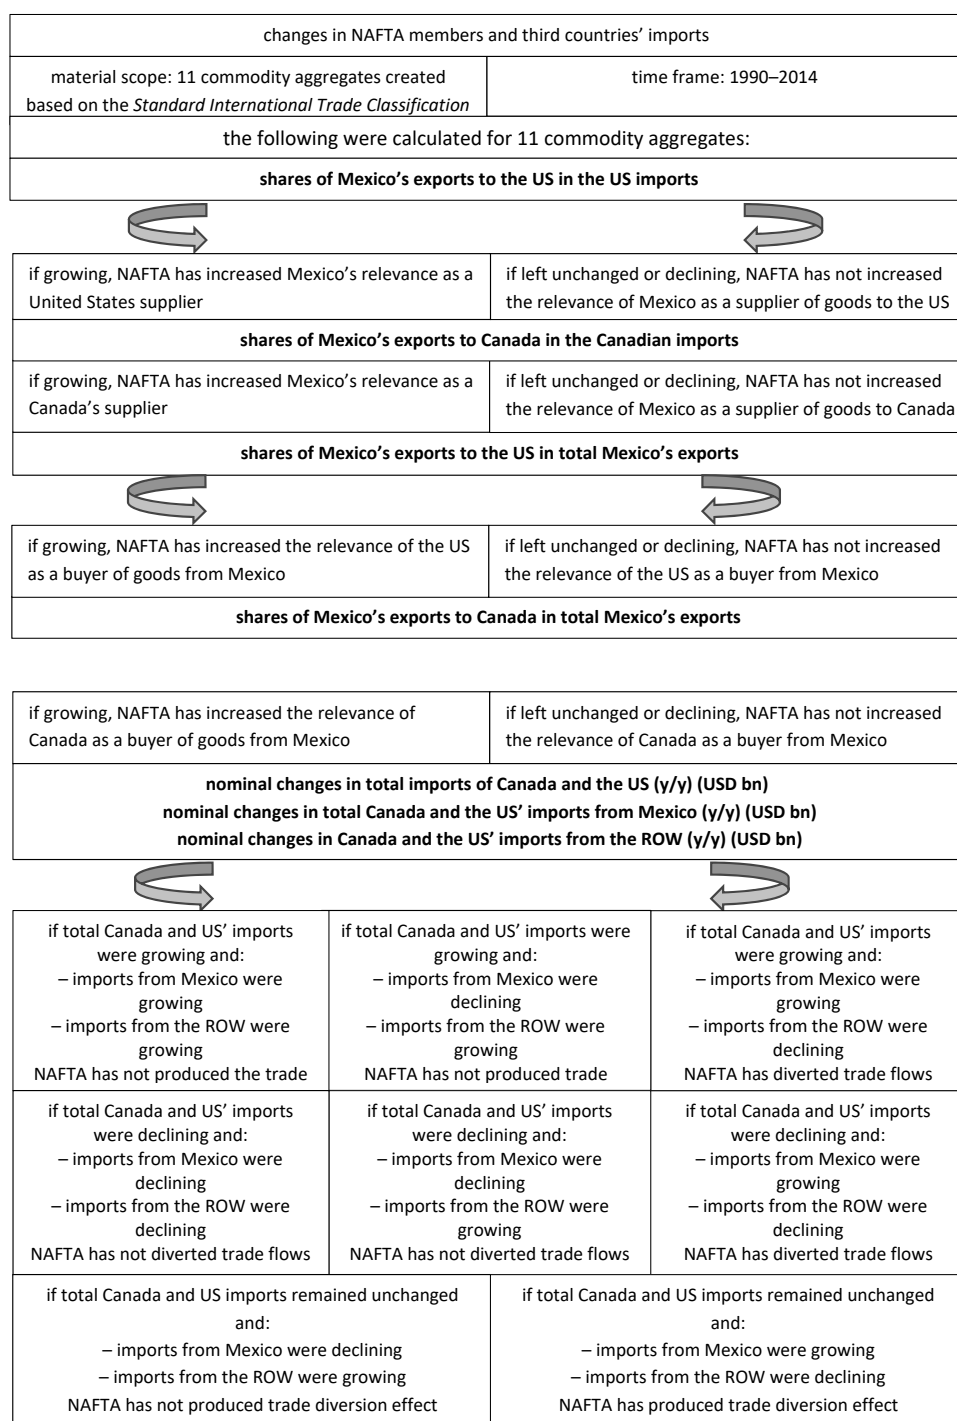 changes in NAFTA members and third countries’ imports
material scope: 11 commodity aggregates created
based on the Standard International Trade Classification
time frame: 1990–2014
the following were calculated for 11 commodity aggregates:
shares of Mexico’s exports to the US in the US imports
if growing, NAFTA has increased Mexico’s relevance as a
United States supplier
if left unchanged or declining, NAFTA has not increased
the relevance of Mexico as a supplier of goods to the US
shares of Mexico’s exports to Canada in the Canadian imports
if growing, NAFTA has increased Mexico’s relevance as a
Canada’s supplier
if left unchanged or declining, NAFTA has not increased
the relevance of Mexico as a supplier of goods to Canada
shares of Mexico’s exports to the US in total Mexico’s exports
if growing, NAFTA has increased the relevance of the US
as a buyer of goods from Mexico
if left unchanged or declining, NAFTA has not increased
the relevance of the US as a buyer from Mexico
shares of Mexico’s exports to Canada in total Mexico’s exports
if growing, NAFTA has increased the relevance of
Canada as a buyer of goods from Mexico
if left unchanged or declining, NAFTA has not increased
the relevance of Canada as a buyer from Mexico
nominal changes in total imports of Canada and the US (y/y) (USD bn)
nominal changes in total Canada and the US’ imports from Mexico (y/y) (USD bn)
nominal changes in Canada and the US’ imports from the ROW (y/y) (USD bn)
if total Canada and US’ imports
were growing and:
– imports from Mexico were
growing
– imports from the ROW were
growing
NAFTA has not produced the trade
if total Canada and US’ imports were
growing and:
– imports from Mexico were
declining
– imports from the ROW were
growing
NAFTA has not produced trade
if total Canada and US’ imports
were growing and:
– imports from Mexico were
growing
– imports from the ROW were
declining
NAFTA has diverted trade flows
if total Canada and US’ imports
were declining and:
– imports from Mexico were
declining
– imports from the ROW were
declining
NAFTA has not diverted trade flows
if total Canada and US’ imports
were declining and:
– imports from Mexico were
declining
– imports from the ROW were
growing
NAFTA has not diverted trade flows
if total Canada and US’ imports
were declining and:
– imports from Mexico were
growing
– imports from the ROW were
declining
NAFTA has diverted trade flows
if total Canada and US imports remained unchanged
and:
– imports from Mexico were declining
– imports from the ROW were growing
NAFTA has not produced trade diversion effect
if total Canada and US imports remained unchanged
and:
– imports from Mexico were growing
– imports from the ROW were declining
NAFTA has produced trade diversion effect